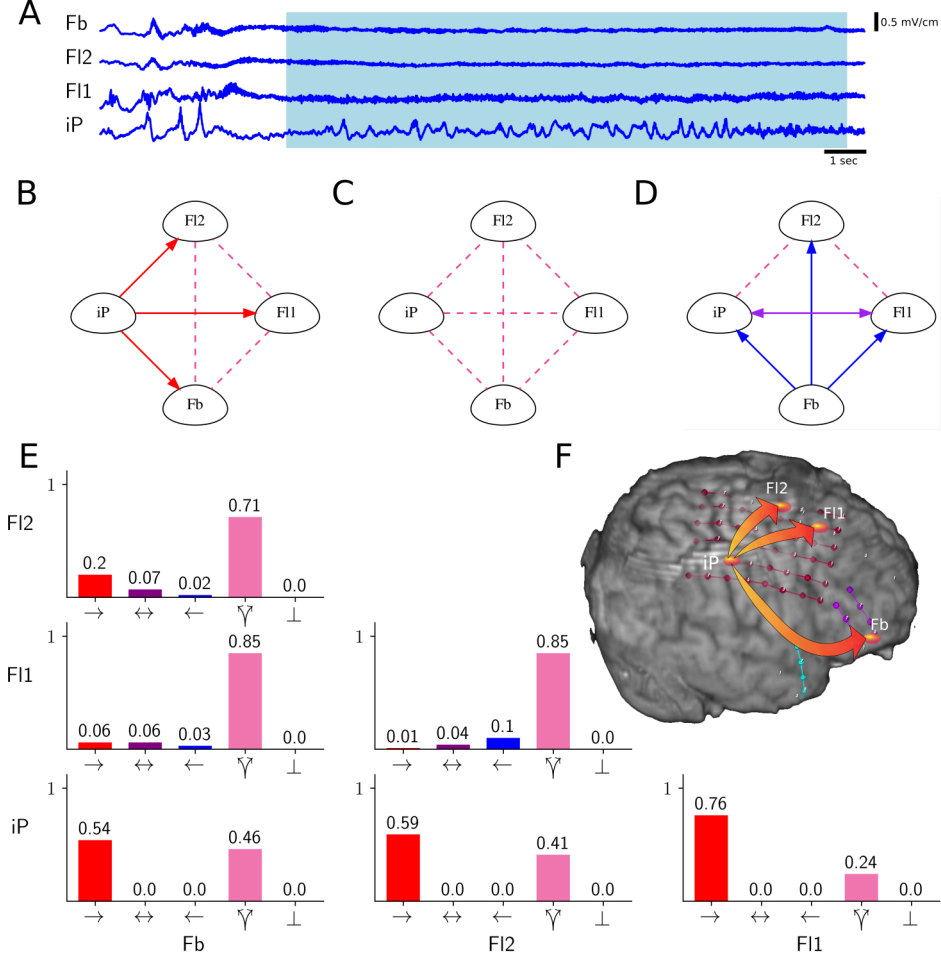 A
Fb
0.5 mV/cm
Fl2
Fl1
iP
1 sec
B
C
D
Fl2
Fl2
Fl2
iP
Fl1
iP
Fl1
iP
Fl1
Fb
Fb
Fb
E
F
1
Fl2
0.2
0.07
0.02
0.71
0.0
→
↔
←
⊥
Fl2
Fl1
iP
Fb
1
Fl1
0.06
0.06
0.03
0.85
0.0
→
↔
←
⊥
1
0.01
0.04
0.1
0.85
0.0
→
↔
←
⊥
1
iP
0.54
0.0
0.0
0.46
0.0
→
↔
←
⊥
Fb
1
0.59
0.0
0.0
0.41
0.0
→
↔
←
⊥
Fl2
1
0.76
0.0
0.0
0.24
0.0
→
↔
←
⊥
Fl1